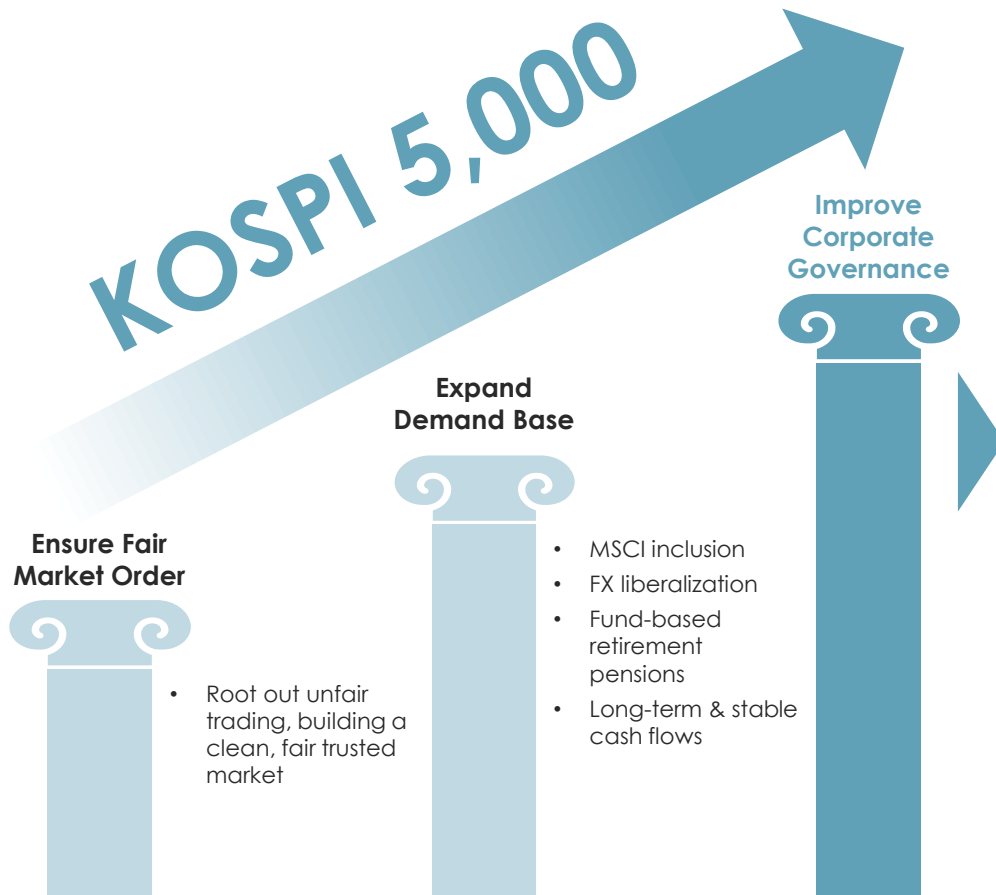 KOSPI 5,000
Improve
Corporate
Governance
Expand
Demand Base
Ensure Fair
Market Order
• MSCI inclusion
• FX liberalization
• Fund-based
retirement
pensions
• Long-term & stable
cash flows
• Root out unfair
trading, building a
clean, fair trusted
market